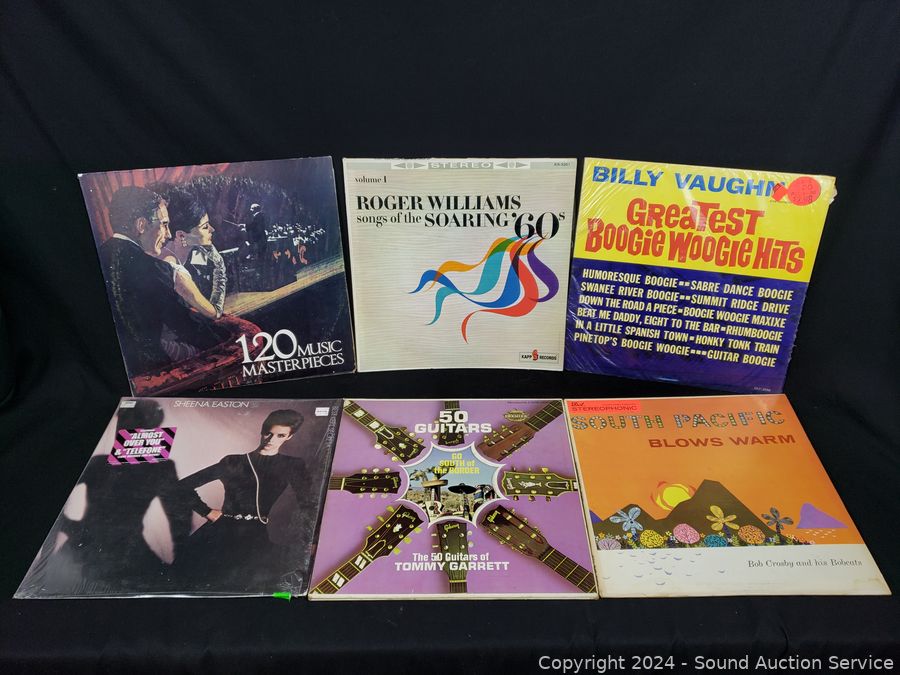 120 MUSIC
MASTERPIECES
STEREO
volume 1
ROGER WILLIAMS
songs of the SOARING '60s
KAPP RECORDS
BILLY VAUGHN
GREATEST
BOOGIE WOOGIE HITS
HUMORESQUE BOOGIE SABRE DANCE BOOGIE
SWANEE RIVER BOOGIE SUMMIT RIDGE DRIVE
DOWN THE ROAD A PIECE BOOGIE WOOGIE MAXIXE
BEAT ME DADDY, EIGHT TO THE BAR RHUMBOOGIE
IN A LITTLE SPANISH TOWN HONKY TONK TRAIN
PINETOP'S BOOGIE WOOGIE GUITAR BOOGIE
SHEENA EASTON
"ALMOST
OVER YOU"
& "TELEFONE"
50
GUITARS
GO
SOUTH of
the BORDER
The 50 Guitars of
TOMMY GARRETT
STEREOPHONIC
SOUTH PACIFIC
BLOWS WARM
Bob Crosby and his Bobcats
Copyright 2024 - Sound Auction Service